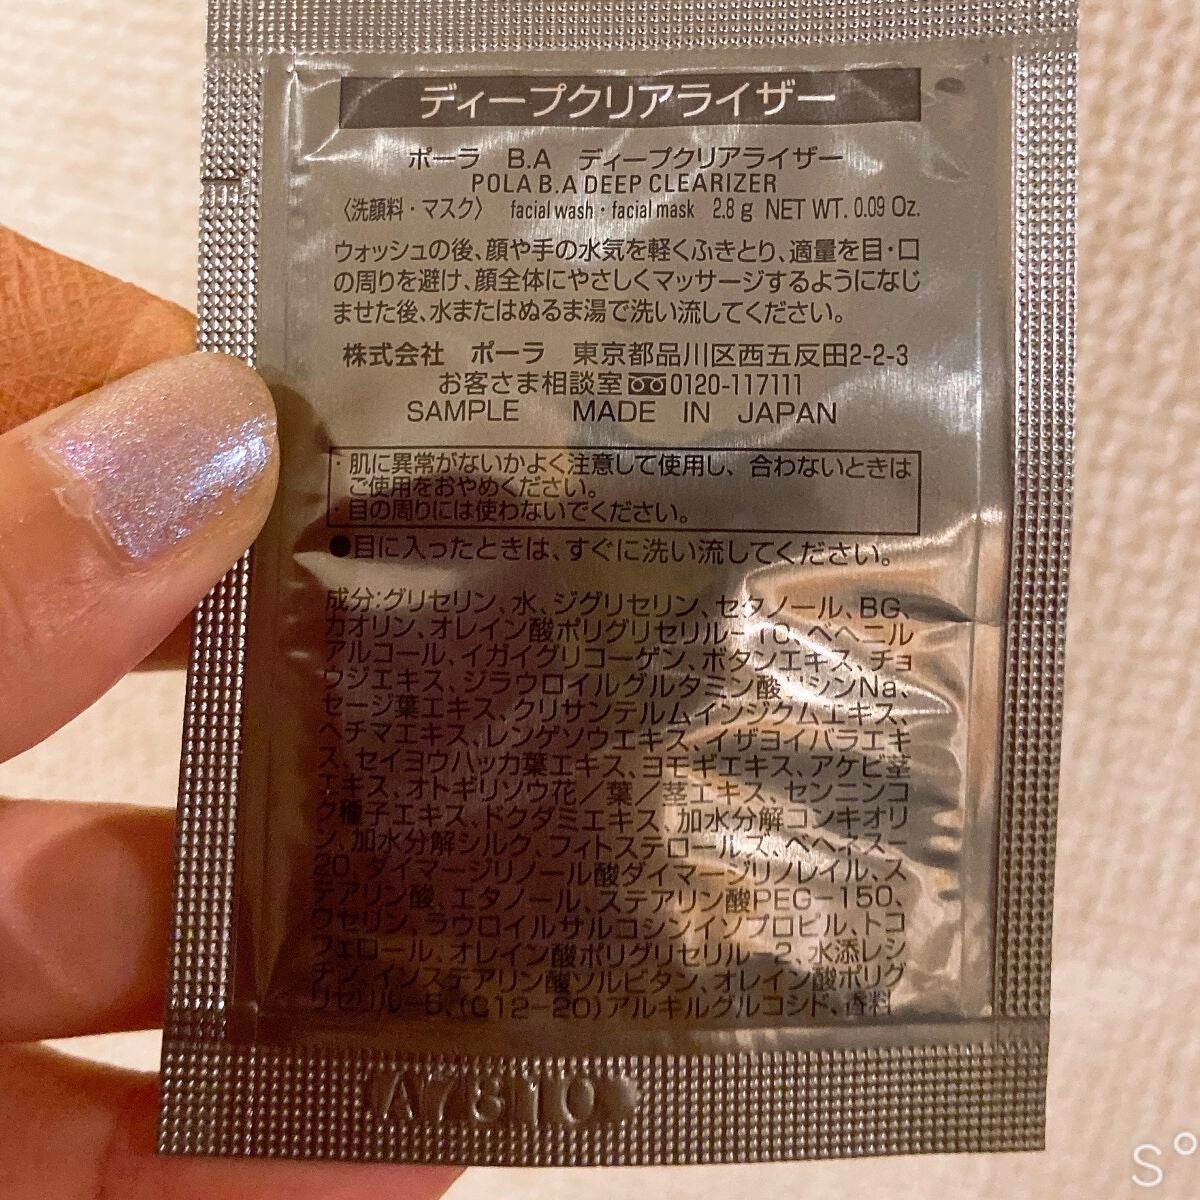 ディープクリアライザー
ポーラ B.A ディープクリアライザー
POLA B.A DEEP CLEARIZER
〈洗顔料・マスク〉 facial wash・facial mask 2.8 g NET WT. 0.09 Oz.
ウォッシュの後、顔や手の水気を軽くふきとり、適量を目・口
の周りを避け、顔全体にやさしくマッサージするようになじ
ませた後、水またはぬるま湯で洗い流してください。
株式会社 ポーラ 東京都品川区西五反田2-2-3
お客さま相談室 0120-117111
SAMPLE MADE IN JAPAN
・肌に異常がないかよく注意して使用し、合わないときは
ご使用をおやめください。
・目の周りには使わないでください。
●目に入ったときは、すぐに洗い流してください。
成分:グリセリン、水、ジグリセリン、セタノール、BG、
カオリン、オレイン酸ポリグリセリル-10、ベヘニル
アルコール、イガイグリコーゲン、ボタンエキス、チョ
ウジエキス、ジラウロイルグルタミン酸リシンNa、
セージ葉エキス、クリサンテルムインジクムエキス、
ヘチマエキス、レンゲソウエキス、イザヨイバラエキ
ス、セイヨウハッカ葉エキス、ヨモギエキス、アケビ茎
エキス、オトギリソウ花/葉/茎エキス、センニンコ
ク種子エキス、ドクダミエキス、加水分解コンキオリ
ン、加水分解シルク、フィトステロールズ、ベヘネス-
20、ダイマージリノール酸ダイマージリノレイル、ス
テアリン酸、エタノール、ステアリン酸PEG-150、
ワセリン、ラウロイルサルコシンイソプロピル、トコ
フェロール、オレイン酸ポリグリセリル-2、水添レシ
チン、イソステアリン酸ソルビタン、オレイン酸ポリグ
リセリル-5、(C12-20)アルキルグルコシド、香料
A7810
S°